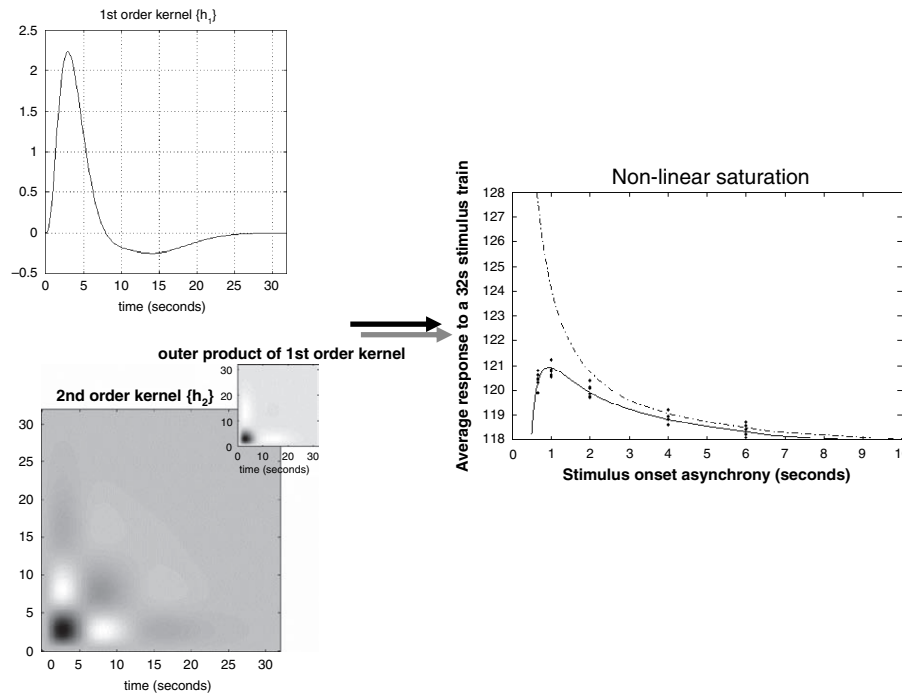 1st order kernel {h1}
2.5
2
1.5
1
0.5
0
−0.5
0 5 10 15 20 25 30
time (seconds)
outer product of 1st order kernel
30
20
10
0
0 10 20 30
time (seconds)
2nd order kernel {h2}
30
25
20
15
10
5
0
0 5 10 15 20 25 30
time (seconds)
Non-linear saturation
Average response to a 32s stimulus train
128
127
126
125
124
123
122
121
120
119
118
0 1 2 3 4 5 6 7 8 9 10
Stimulus onset asynchrony (seconds)